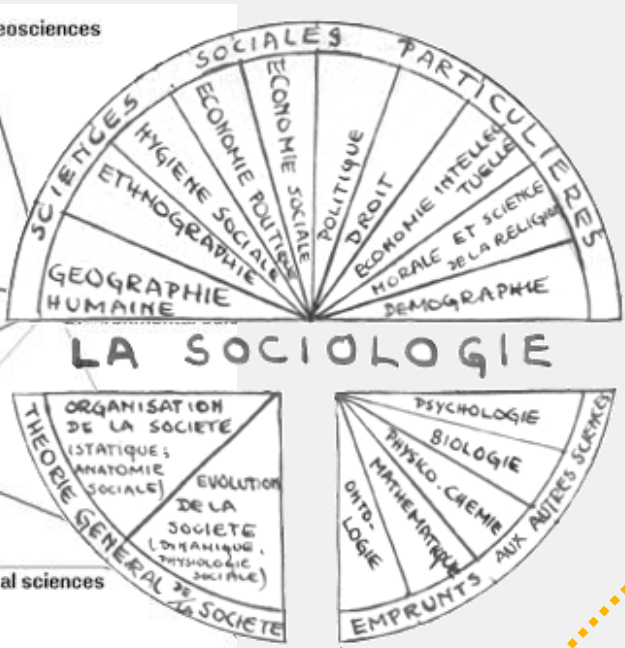 eosciences
SCIENCES SOCIALES PARTICULIERES
GEOGRAPHIE
HUMAINE
ETHNOGRAPHIE
HYGIENE SOCIALE
ECONOMIE POLITIQUE
ECONOMIE SOCIALE
POLITIQUE
DROIT
ECONOMIE INTELLEC
TUELLE
MORALE ET SCIENCE
DE LA RELIGION
DEMOGRAPHIE
LA SOCIOLOGIE
THEORIE GENERAL DE
la SOCIETE
ORGANISATION
DE LA SOCIETE
(STATIQUE;
ANATOMIE
SOCIALE)
EVOLUTION
DE LA
SOCIETE
(DYNAMIQUE,
PHYSIOLOGIE
SOCIALE)
PSYCHOLOGIE
BIOLOGIE
PHYSICO-CHEMIE
MATHEMATIQUE
ONTO-
LOGIE
EMPRUNTS AUX AUTRES SCIENCES
al sciences